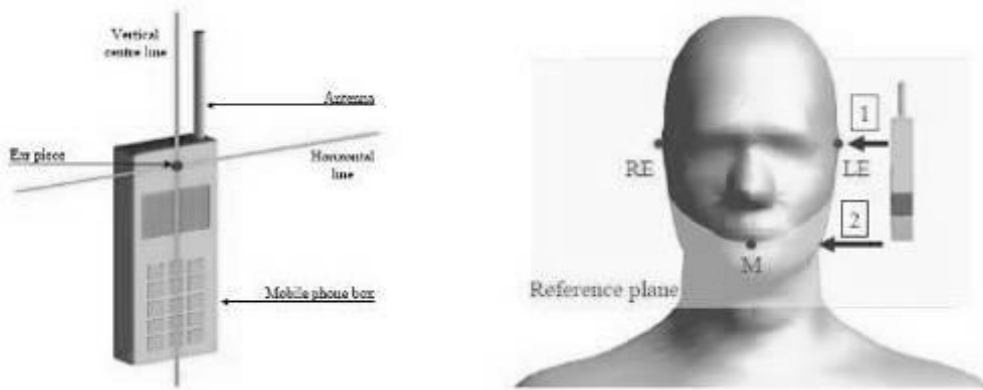 Vertical
centre line
Antenna
Ear piece
Horizontal
line
Mobile phone box
1
RE
LE
2
M
Reference plane